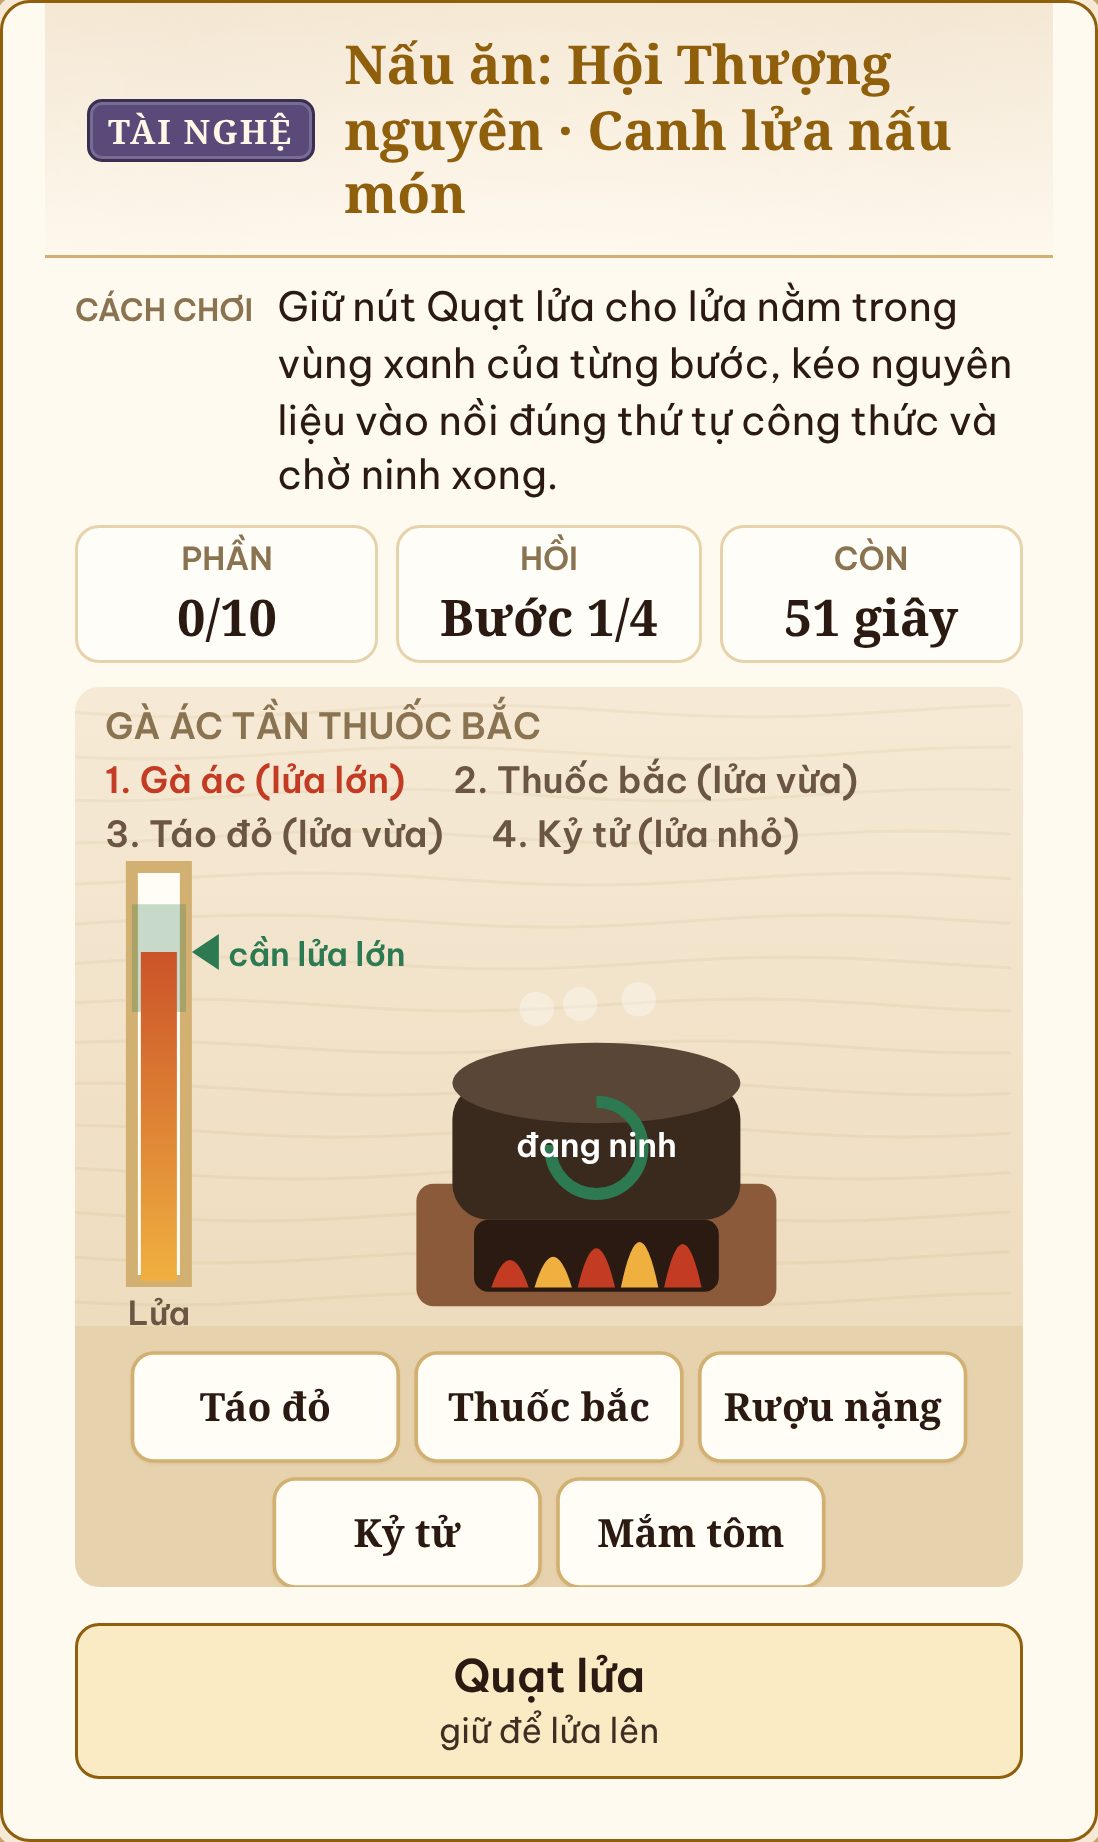 TÀI NGHỆ
Nấu ăn: Hội Thượng
nguyên · Canh lửa nấu
món
CÁCH CHƠI
Giữ nút Quạt lửa cho lửa nằm trong
vùng xanh của từng bước, kéo nguyên
liệu vào nồi đúng thứ tự công thức và
chờ ninh xong.
PHẦN
0/10
HỒI
Bước 1/4
CÒN
51 giây
GÀ ÁC TẦN THUỐC BẮC
1. Gà ác (lửa lớn) 2. Thuốc bắc (lửa vừa)
3. Táo đỏ (lửa vừa) 4. Kỷ tử (lửa nhỏ)
cần lửa lớn
đang ninh
Lửa
Táo đỏ
Thuốc bắc
Rượu nặng
Kỷ tử
Mắm tôm
Quạt lửa
giữ để lửa lên